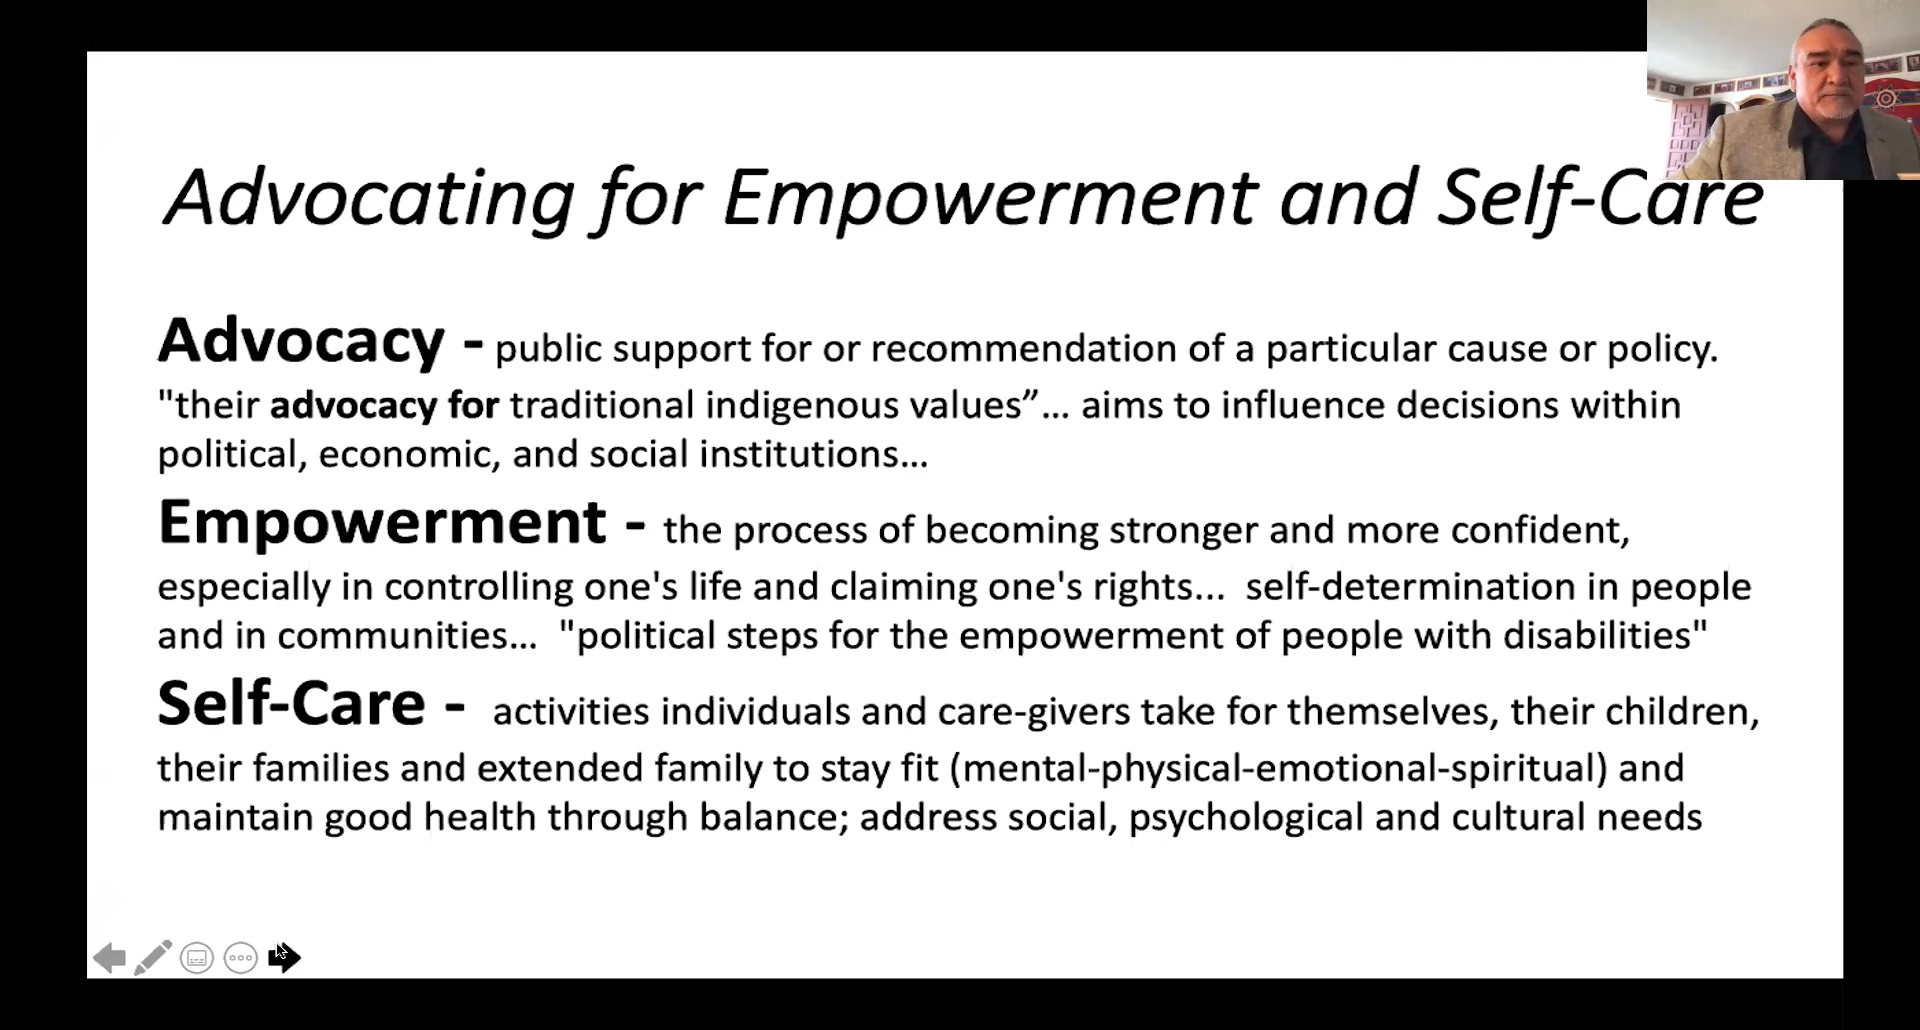 Advocating for Empowerment and Self-Care
Advocacy - public support for or recommendation of a particular cause or policy.
"their advocacy for traditional indigenous values”... aims to influence decisions within
political, economic, and social institutions...
Empowerment - the process of becoming stronger and more confident,
especially in controlling one's life and claiming one's rights...  self-determination in people
and in communities...  "political steps for the empowerment of people with disabilities"
Self-Care -  activities individuals and care-givers take for themselves, their children,
their families and extended family to stay fit (mental-physical-emotional-spiritual) and
maintain good health through balance; address social, psychological and cultural needs